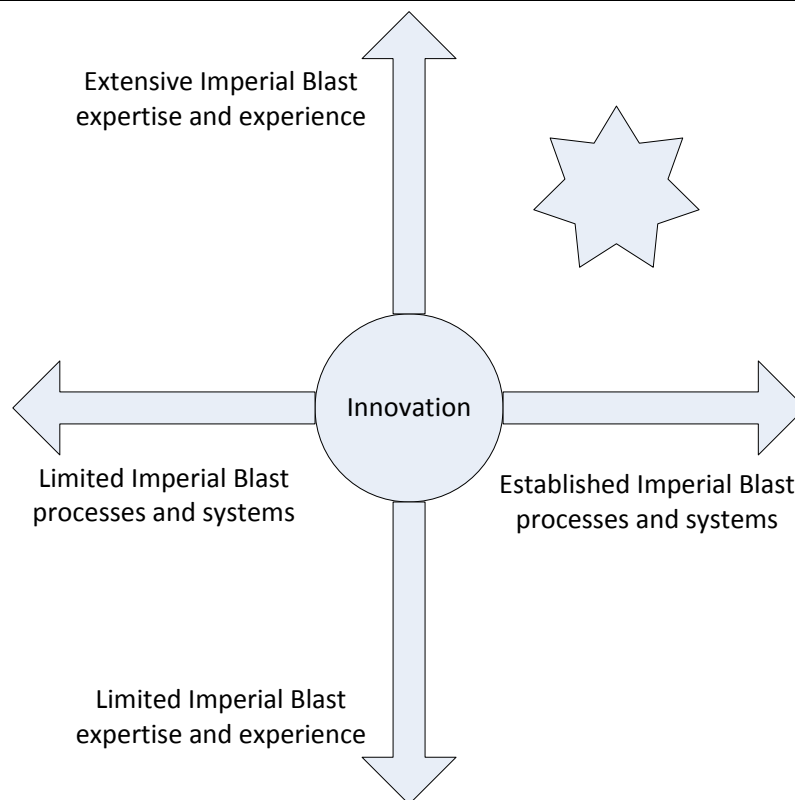 Extensive Imperial Blast
expertise and experience
Innovation
Limited Imperial Blast
processes and systems
Established Imperial Blast
processes and systems
Limited Imperial Blast
expertise and experience